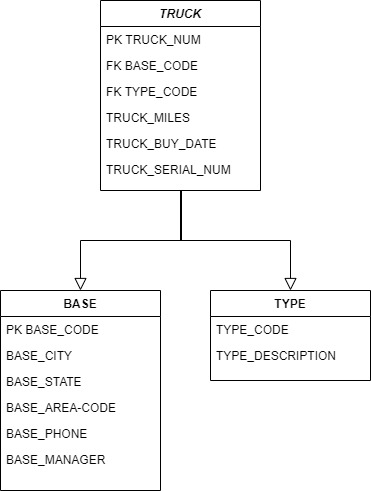 TRUCK
PK TRUCK_NUM
FK BASE_CODE
FK TYPE_CODE
TRUCK_MILES
TRUCK_BUY_DATE
TRUCK_SERIAL_NUM
BASE
PK BASE_CODE
BASE_CITY
BASE_STATE
BASE_AREA-CODE
BASE_PHONE
BASE_MANAGER
TYPE
TYPE_CODE
TYPE_DESCRIPTION